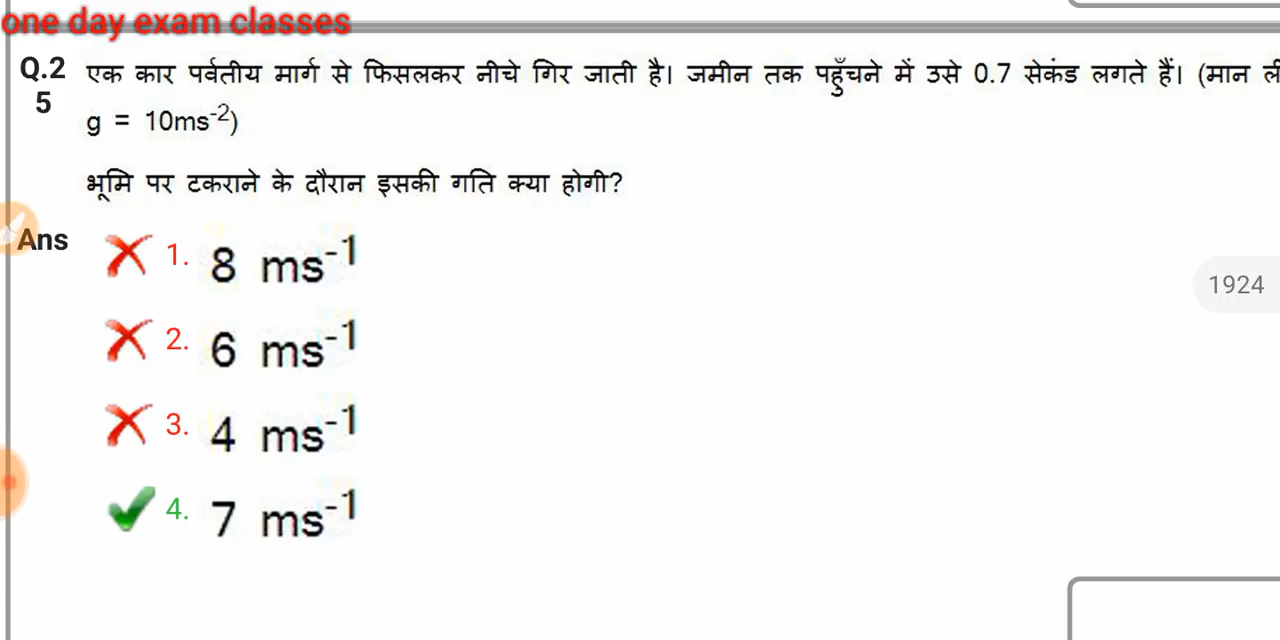 one day exam classes
Q.2 एक कार पर्वतीय मार्ग से फिसलकर नीचे गिर जाती है। जमीन तक पहुँचने में उसे 0.7 सेकंड लगते हैं। (मान
5 g = 10ms⁻²)
भूमि पर टकराने के दौरान इसकी गति क्या होगी?
Ans 1. 8 ms⁻¹
1924
2. 6 ms⁻¹
3. 4 ms⁻¹
4. 7 ms⁻¹